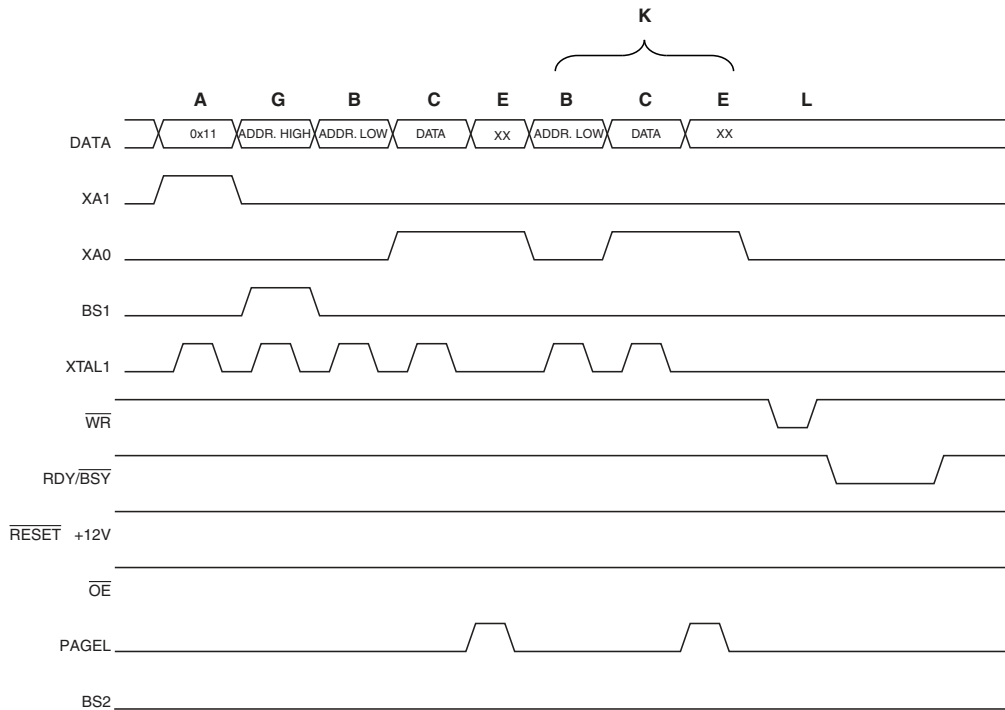 K
A G B C E B C E L
DATA 0x11 ADDR. HIGH ADDR. LOW DATA XX ADDR. LOW DATA XX
XA1
XA0
BS1
XTAL1
WR
RDY/BSY
RESET +12V
OE
PAGEL
BS2